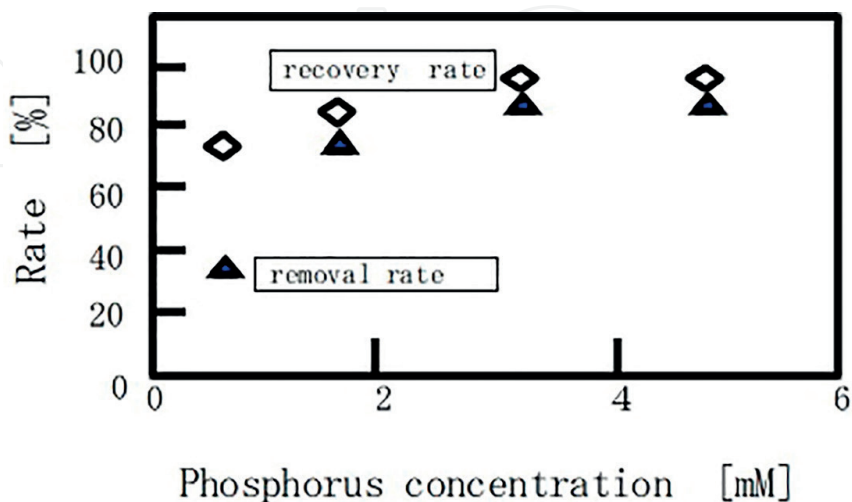 100
recovery rate
80
60
40
removal rate
20
0
0 2 4 6
Rate [%]
Phosphorus concentration [mM]